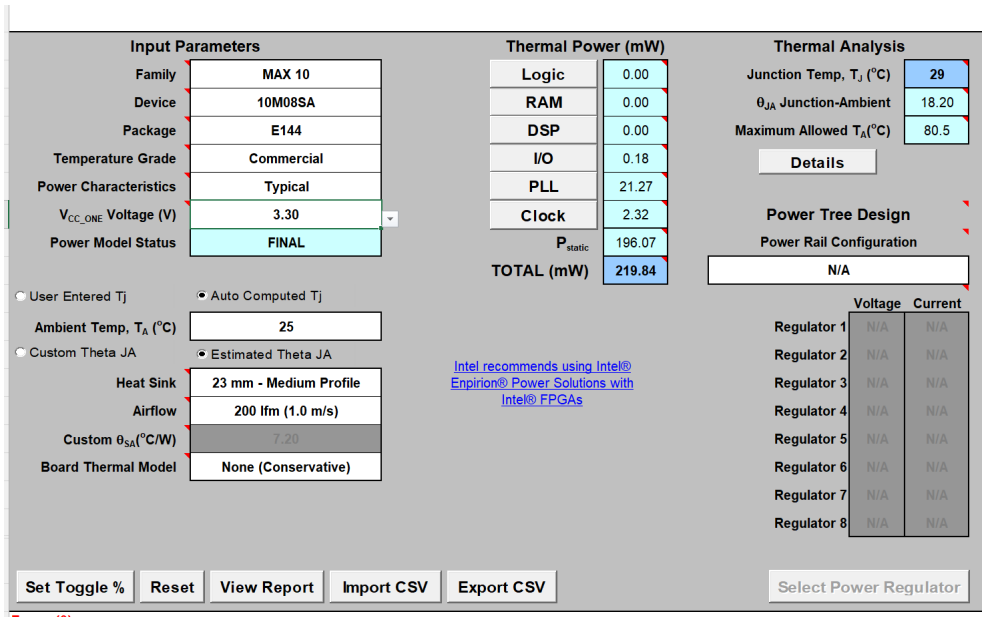 Input Parameters
Family MAX 10
Device 10M08SA
Package E144
Temperature Grade Commercial
Power Characteristics Typical
VCC_ONE Voltage (V) 3.30
Power Model Status FINAL
User Entered Tj Auto Computed Tj
Ambient Temp, TA (°C) 25
Custom Theta JA Estimated Theta JA
Heat Sink 23 mm - Medium Profile
Airflow 200 lfm (1.0 m/s)
Custom θSA(°C/W) 7.20
Board Thermal Model None (Conservative)
Thermal Power (mW)
Logic 0.00
RAM 0.00
DSP 0.00
I/O 0.18
PLL 21.27
Clock 2.32
Pstatic 196.07
TOTAL (mW) 219.84
Intel recommends using Intel®
Enpirion® Power Solutions with
Intel® FPGAs
Thermal Analysis
Junction Temp, TJ (°C) 29
θJA Junction-Ambient 18.20
Maximum Allowed TA(°C) 80.5
Details
Power Tree Design
Power Rail Configuration
N/A
Voltage Current
Regulator 1 N/A N/A
Regulator 2 N/A N/A
Regulator 3 N/A N/A
Regulator 4 N/A N/A
Regulator 5 N/A N/A
Regulator 6 N/A N/A
Regulator 7 N/A N/A
Regulator 8 N/A N/A
Set Toggle % Reset View Report Import CSV Export CSV Select Power Regulator